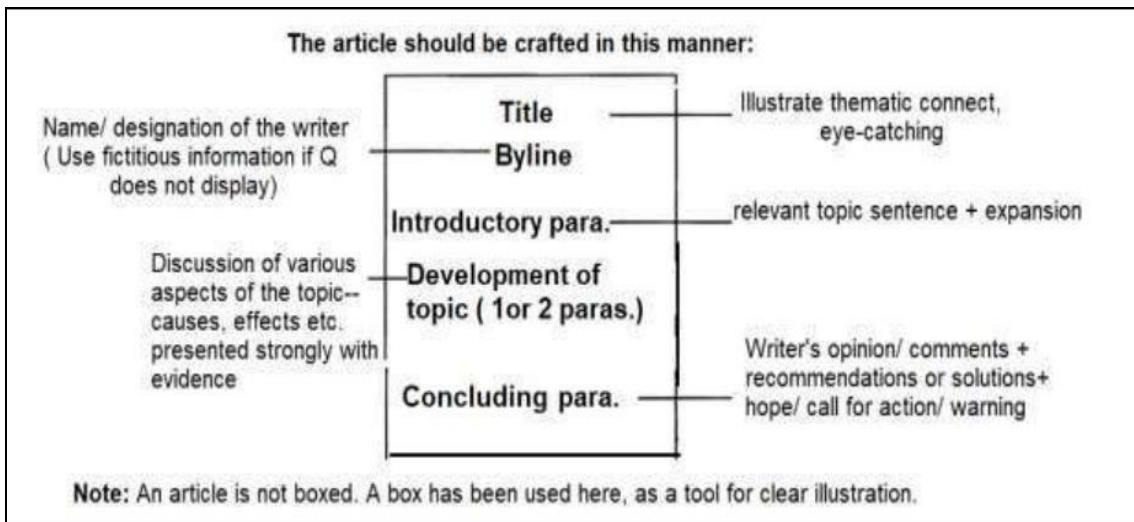 The article should be crafted in this manner:
Title
Illustrate thematic connect,
eye-catching
Name/ designation of the writer
( Use fictitious information if Q
does not display)
Byline
Introductory para.
relevant topic sentence + expansion
Discussion of various
aspects of the topic--
causes, effects etc.
presented strongly with
evidence
Development of
topic ( 1or 2 paras.)
Concluding para.
Writer's opinion/ comments +
recommendations or solutions+
hope/ call for action/ warning
Note: An article is not boxed. A box has been used here, as a tool for clear illustration.